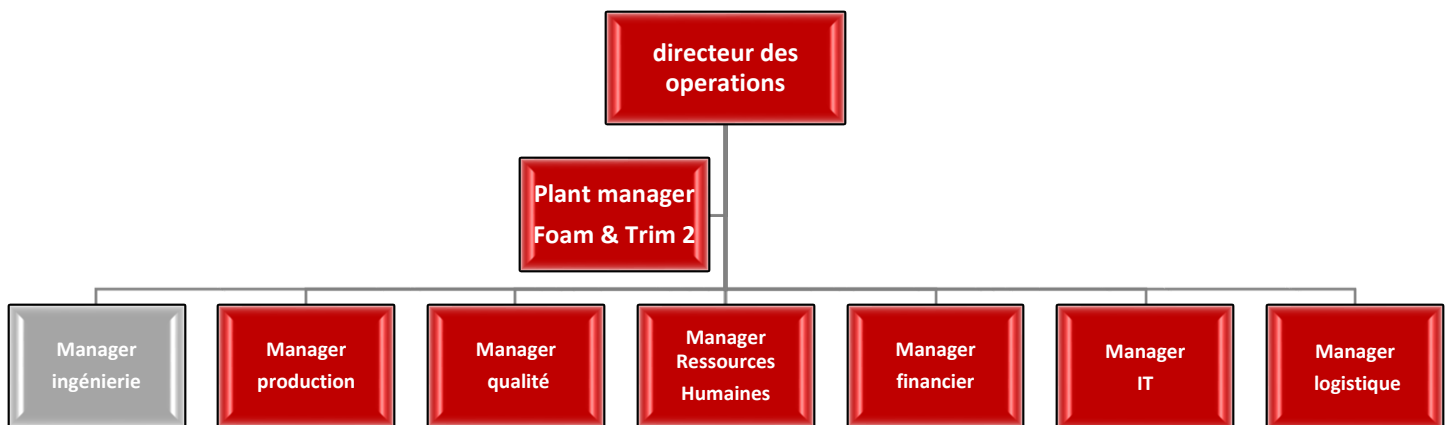 directeur des
operations
Plant manager
Foam & Trim 2
Manager
ingénierie
Manager
production
Manager
qualité
Manager
Ressources
Humaines
Manager
financier
Manager
IT
Manager
logistique